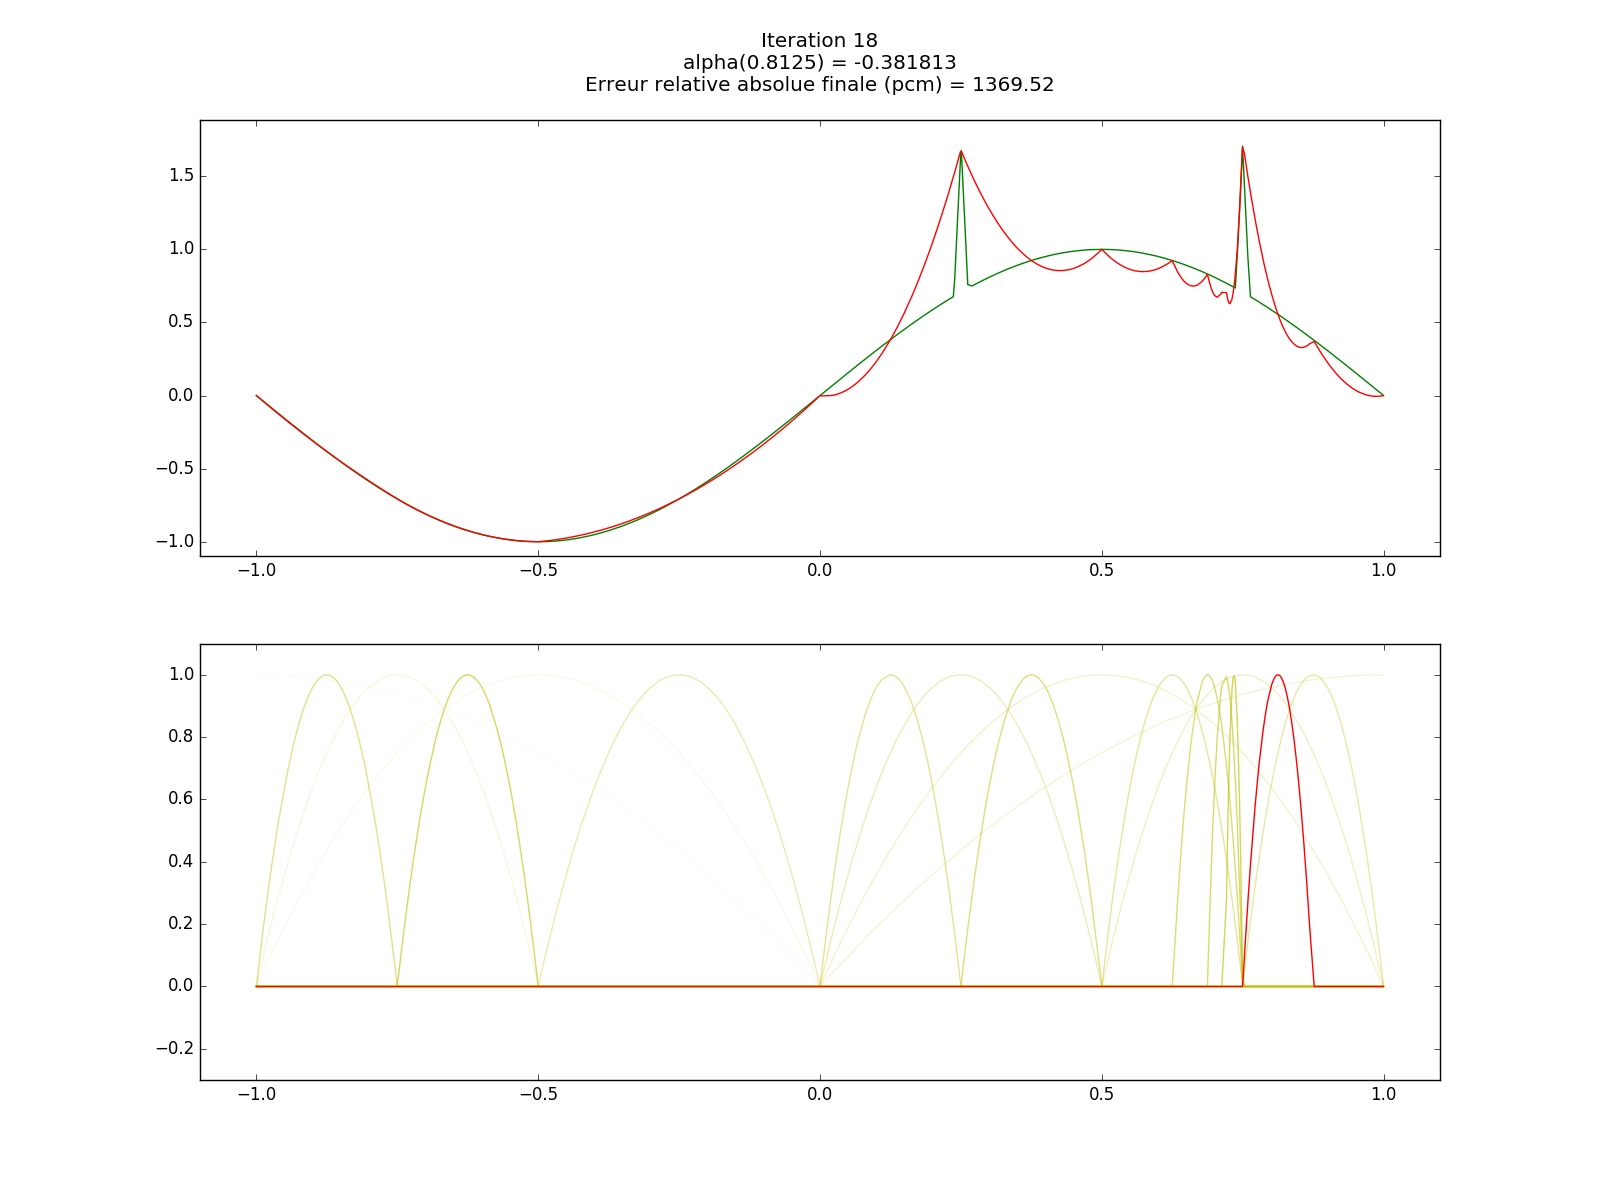 Iteration 18
alpha(0.8125) = -0.381813
Erreur relative absolue finale (pcm) = 1369.52
1.5
1.0
0.5
0.0
−0.5
−1.0
−1.0 −0.5 0.0 0.5 1.0
1.0
0.8
0.6
0.4
0.2
0.0
−0.2
−1.0 −0.5 0.0 0.5 1.0